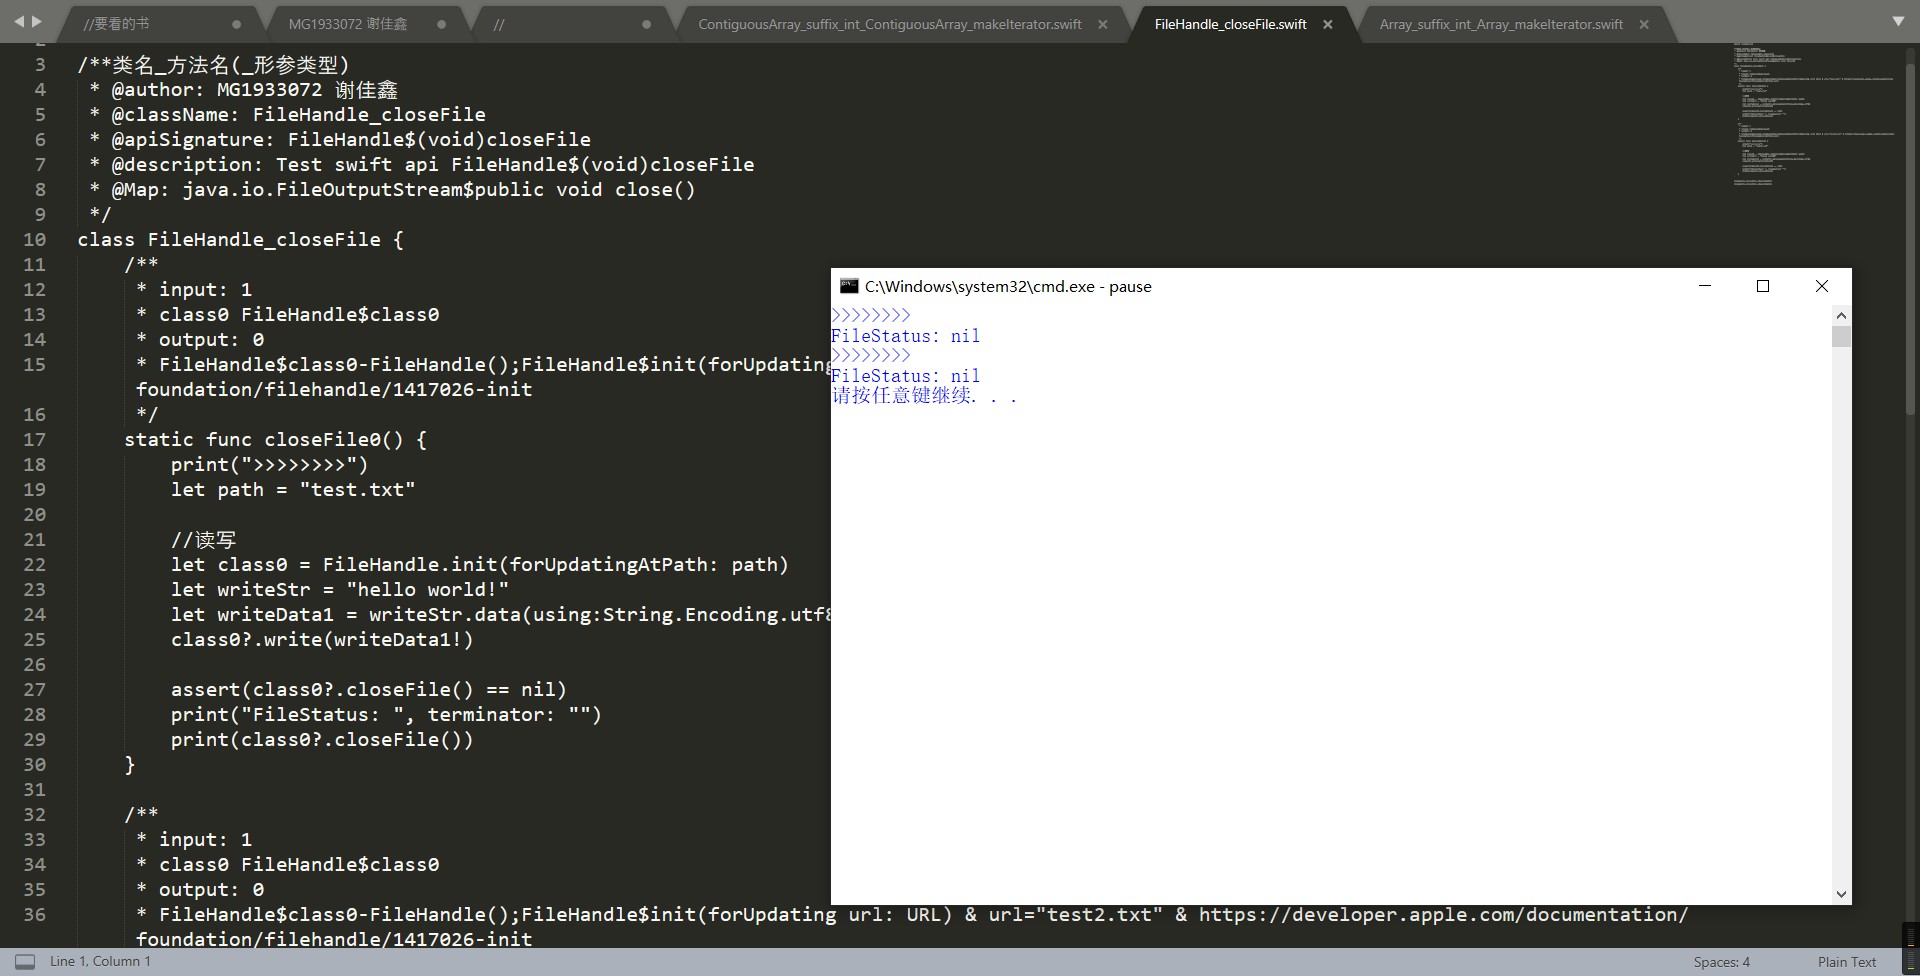 //要看的书
MG1933072 谢佳鑫
//
ContiguousArray_suffix_int_ContiguousArray_makeIterator.swift
FileHandle_closeFile.swift
Array_suffix_int_Array_makeIterator.swift
3 /**类名_方法名(_形参类型)
4 * @author: MG1933072 谢佳鑫
5 * @className: FileHandle_closeFile
6 * @apiSignature: FileHandle$(void)closeFile
7 * @description: Test swift api FileHandle$(void)closeFile
8 * @Map: java.io.FileOutputStream$public void close()
9 */
10 class FileHandle_closeFile {
11 /**
12 * input: 1
13 * class0 FileHandle$class0
14 * output: 0
15 * FileHandle$class0-FileHandle();FileHandle$init(forUpdating
foundation/filehandle/1417026-init
16 */
17 static func closeFile0() {
18 print(">>>>>>>>")
19 let path = "test.txt"
20
21 //读写
22 let class0 = FileHandle.init(forUpdatingAtPath: path)
23 let writeStr = "hello world!"
24 let writeData1 = writeStr.data(using:String.Encoding.utf8
25 class0?.write(writeData1!)
26
27 assert(class0?.closeFile() == nil)
28 print("FileStatus: ", terminator: "")
29 print(class0?.closeFile())
30 }
31
32 /**
33 * input: 1
34 * class0 FileHandle$class0
35 * output: 0
36 * FileHandle$class0-FileHandle();FileHandle$init(forUpdating url: URL) & url="test2.txt" & https://developer.apple.com/documentation/
foundation/filehandle/1417026-init
C:\Windows\system32\cmd.exe - pause
>>>>>>>>
FileStatus: nil
>>>>>>>>
FileStatus: nil
请按任意键继续. . .
Line 1, Column 1
Spaces: 4
Plain Text